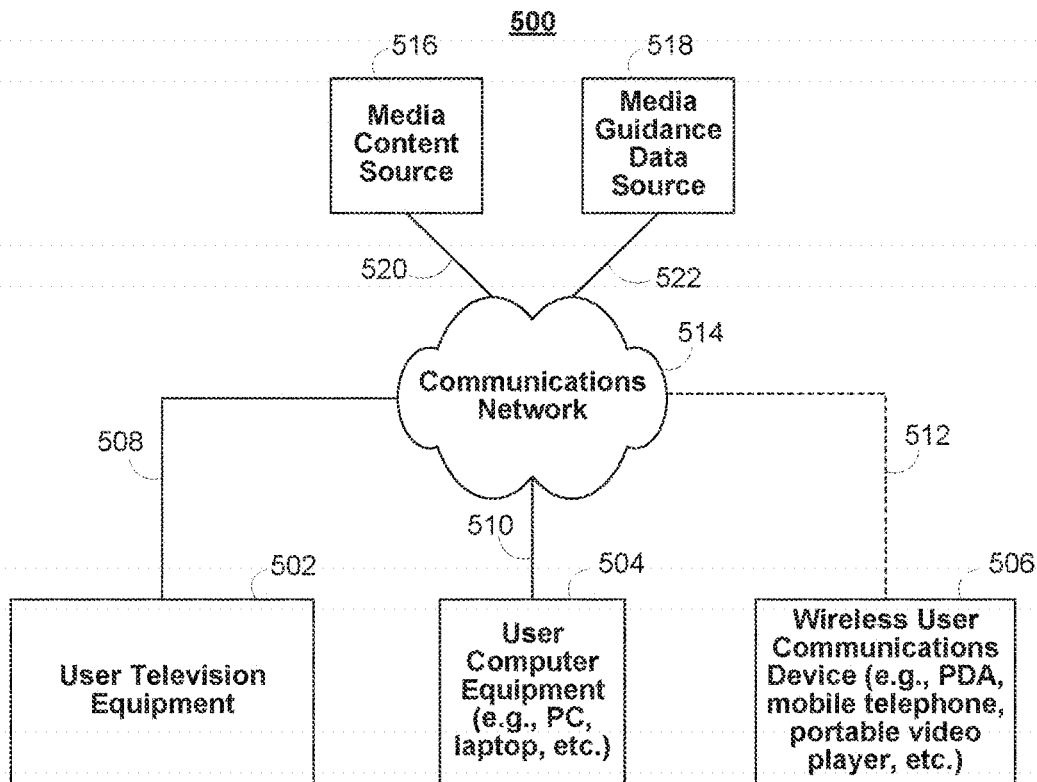 500
516
518
Media
Content
Source
Media
Guidance
Data
Source
520
522
514
Communications
Network
508
512
510
502
504
506
User Television
Equipment
User
Computer
Equipment
(e.g., PC,
laptop, etc.)
Wireless User
Communications
Device (e.g., PDA,
mobile telephone,
portable video
player, etc.)